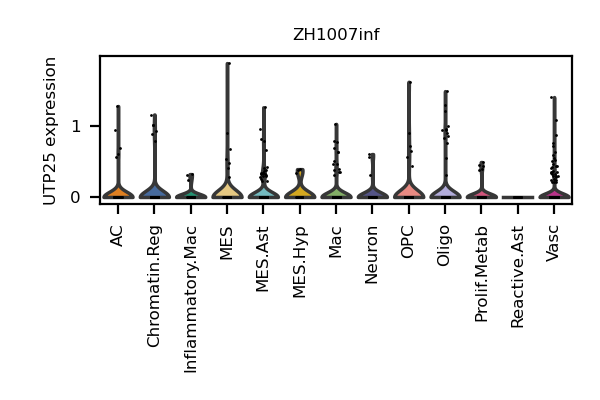 ZH1007inf
UTP25 expression
1
0
AC
Chromatin.Reg
Inflammatory.Mac
MES
MES.Ast
MES.Hyp
Mac
Neuron
OPC
Oligo
Prolif.Metab
Reactive.Ast
Vasc